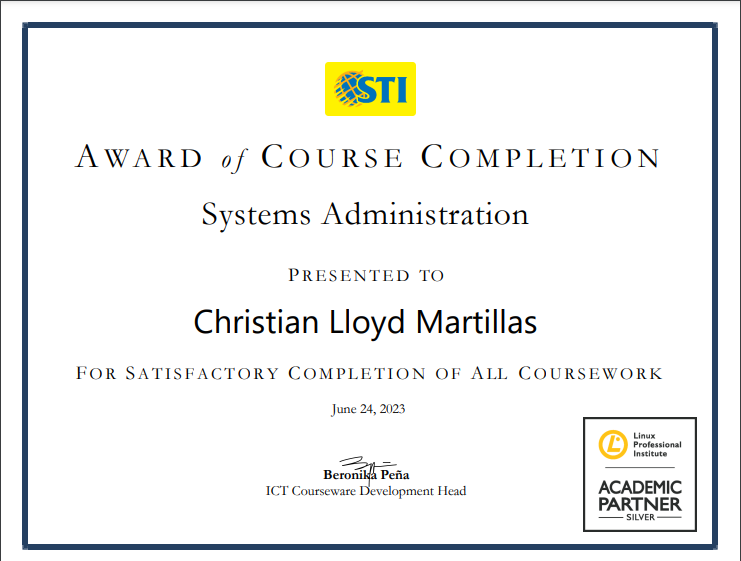 STI
AWARD of COURSE COMPLETION
Systems Administration
PRESENTED TO
Christian Lloyd Martillas
FOR SATISFACTORY COMPLETION OF ALL COURSEWORK
June 24, 2023
Beronika Peña
ICT Courseware Development Head
Linux
Professional
Institute
ACADEMIC
PARTNER
SILVER